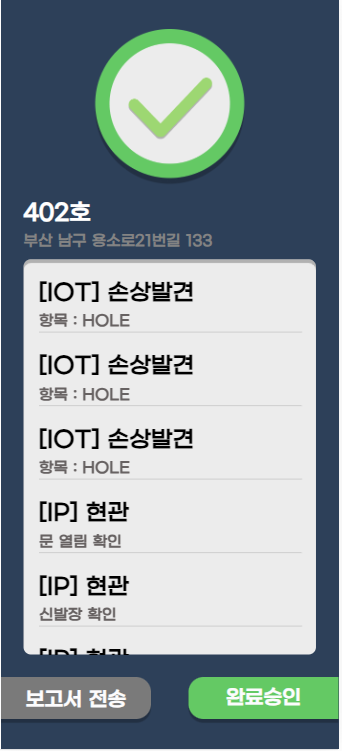 402호
부산 남구 용소로21번길 133
[IOT] 손상발견
항목 : HOLE
[IOT] 손상발견
항목 : HOLE
[IOT] 손상발견
항목 : HOLE
[IP] 현관
문 열림 확인
[IP] 현관
신발장 확인
[IP] 현관
보고서 전송
완료승인